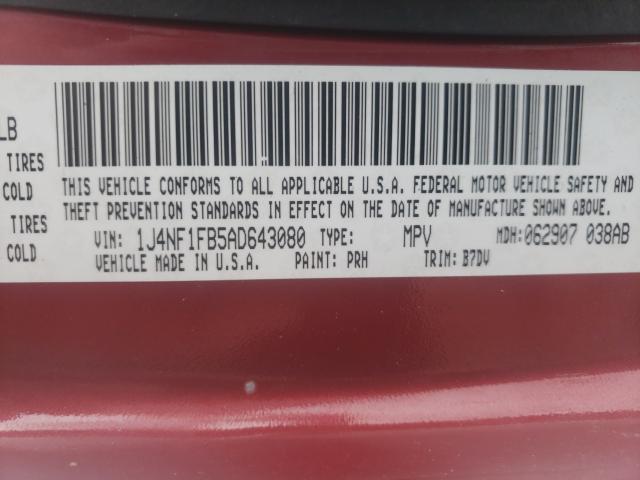 LB
TIRES
COLD
TIRES
COLD
THIS VEHICLE CONFORMS TO ALL APPLICABLE U.S.A. FEDERAL MOTOR VEHICLE SAFETY AND
THEFT PREVENTION STANDARDS IN EFFECT ON THE DATE OF MANUFACTURE SHOWN ABOVE.
VIN: 1J4NF1FB5AD643080 TYPE: MPV MDH:062907 038AB
VEHICLE MADE IN U.S.A. PAINT: PRH TRIM: B7DV